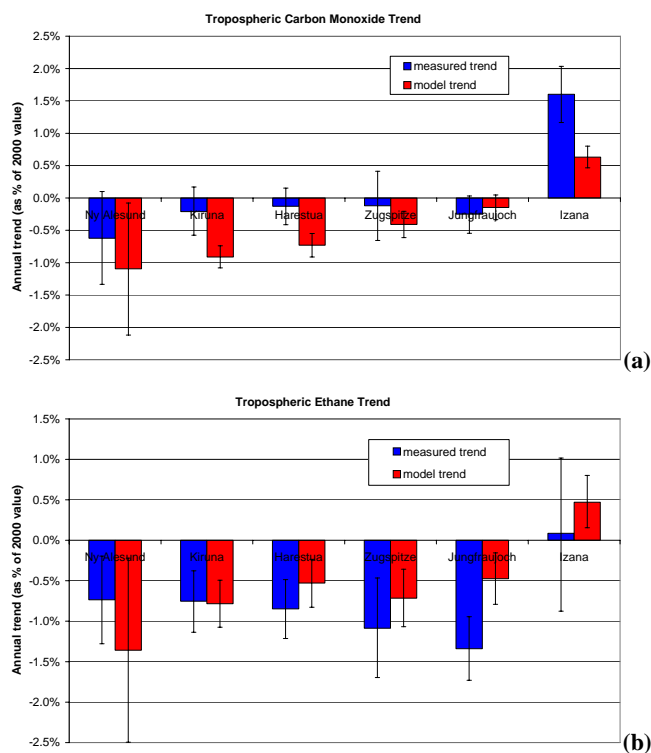 Tropospheric Carbon Monoxide Trend
2.5%
2.0%
1.5%
1.0%
0.5%
0.0%
-0.5%
-1.0%
-1.5%
-2.0%
-2.5%
Annual trend (as % of 2000 value)
measured trend
model trend
Ny Alesund Kiruna Harestua Zugspitze Jungfraujoch Izana
(a)
Tropospheric Ethane Trend
1.5%
1.0%
0.5%
0.0%
-0.5%
-1.0%
-1.5%
-2.0%
-2.5%
Annual trend (as % of 2000 value)
measured trend
model trend
Ny Alesund Kiruna Harestua Zugspitze Jungfraujoch Izana
(b)